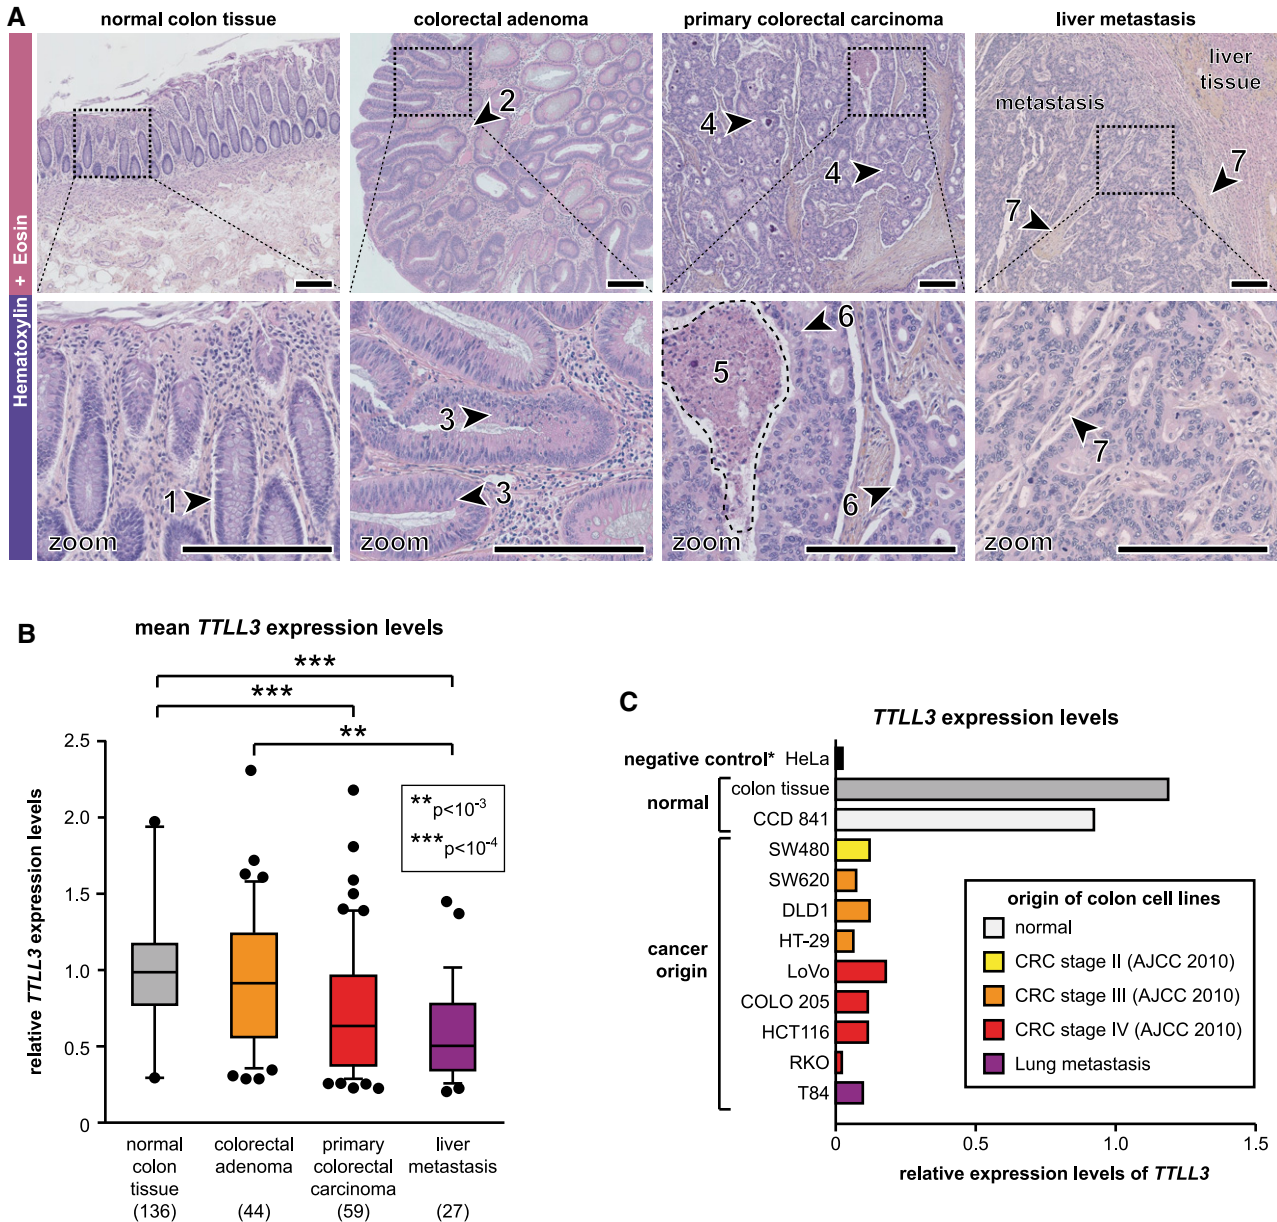 A
normal colon tissue
colorectal adenoma
primary colorectal carcinoma
liver metastasis
Hematoxylin + Eosin
2
4
4
metastasis
liver
tissue
7
7
1
zoom
3
3
zoom
5
6
6
zoom
7
zoom
B
mean TTLL3 expression levels
***
***
**
**p<10-3
***p<10-4
relative TTLL3 expression levels
2.5
2.0
1.5
1.0
0.5
0
normal
colon
tissue
(136)
colorectal
adenoma
(44)
primary
colorectal
carcinoma
(59)
liver
metastasis
(27)
C
TTLL3 expression levels
negative control* HeLa
normal
colon tissue
CCD 841
cancer
origin
SW480
SW620
DLD1
HT-29
LoVo
COLO 205
HCT116
RKO
T84
origin of colon cell lines
normal
CRC stage II (AJCC 2010)
CRC stage III (AJCC 2010)
CRC stage IV (AJCC 2010)
Lung metastasis
0 0.5 1.0 1.5
relative expression levels of TTLL3